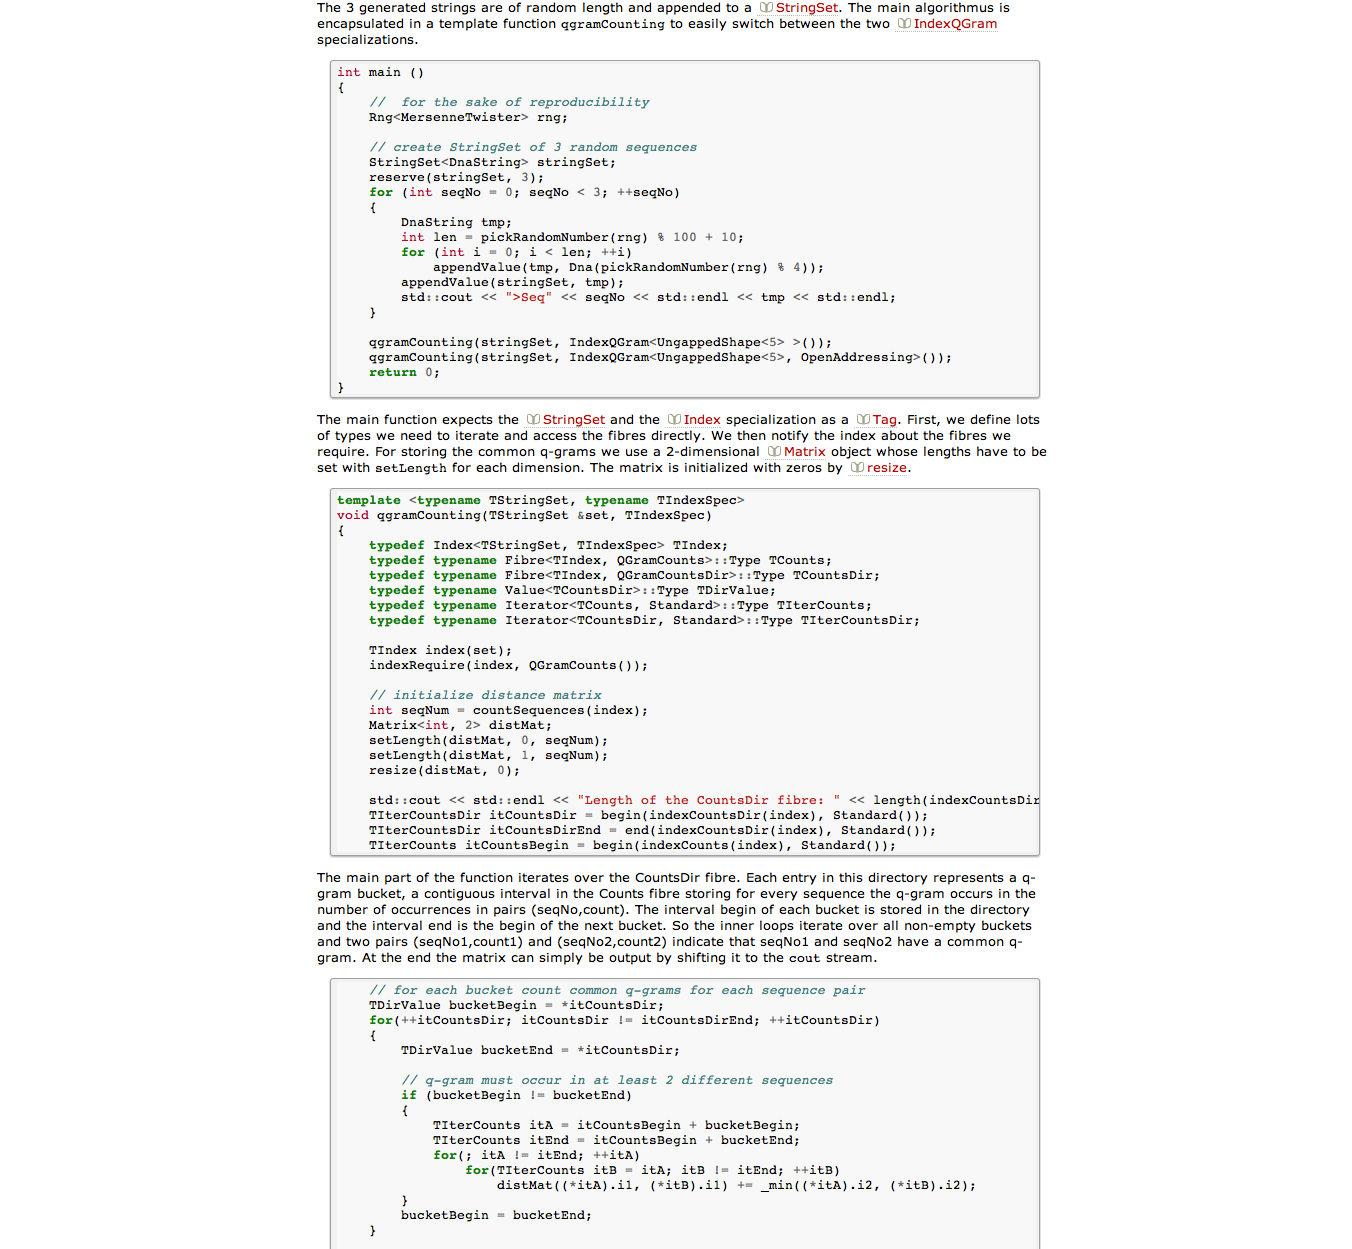 The 3 generated strings are of random length and appended to a StringSet. The main algorithmus is
encapsulated in a template function qgramCounting to easily switch between the two IndexQGram
specializations.
int main ()
{
    //  for the sake of reproducibility
    Rng<MersenneTwister> rng;

    // create StringSet of 3 random sequences
    StringSet<DnaString> stringSet;
    reserve(stringSet, 3);
    for (int seqNo = 0; seqNo < 3; ++seqNo)
    {
        DnaString tmp;
        int len = pickRandomNumber(rng) % 100 + 10;
        for (int i = 0; i < len; ++i)
            appendValue(tmp, Dna(pickRandomNumber(rng) % 4));
        appendValue(stringSet, tmp);
        std::cout << ">Seq" << seqNo << std::endl << tmp << std::endl;
    }

    qgramCounting(stringSet, IndexQGram<UngappedShape<5> >());
    qgramCounting(stringSet, IndexQGram<UngappedShape<5>, OpenAddressing>());
    return 0;
}
The main function expects the StringSet and the Index specialization as a Tag. First, we define lots
of types we need to iterate and access the fibres directly. We then notify the index about the fibres we
require. For storing the common q-grams we use a 2-dimensional Matrix object whose lengths have to be
set with setLength for each dimension. The matrix is initialized with zeros by resize.
template <typename TStringSet, typename TIndexSpec>
void qgramCounting(TStringSet &set, TIndexSpec)
{
    typedef Index<TStringSet, TIndexSpec> TIndex;
    typedef typename Fibre<TIndex, QGramCounts>::Type TCounts;
    typedef typename Fibre<TIndex, QGramCountsDir>::Type TCountsDir;
    typedef typename Value<TCountsDir>::Type TDirValue;
    typedef typename Iterator<TCounts, Standard>::Type TIterCounts;
    typedef typename Iterator<TCountsDir, Standard>::Type TIterCountsDir;

    TIndex index(set);
    indexRequire(index, QGramCounts());

    // initialize distance matrix
    int seqNum = countSequences(index);
    Matrix<int, 2> distMat;
    setLength(distMat, 0, seqNum);
    setLength(distMat, 1, seqNum);
    resize(distMat, 0);

    std::cout << std::endl << "Length of the CountsDir fibre: " << length(indexCountsDir
    TIterCountsDir itCountsDir = begin(indexCountsDir(index), Standard());
    TIterCountsDir itCountsDirEnd = end(indexCountsDir(index), Standard());
    TIterCounts itCountsBegin = begin(indexCounts(index), Standard());
The main part of the function iterates over the CountsDir fibre. Each entry in this directory represents a q-
gram bucket, a contiguous interval in the Counts fibre storing for every sequence the q-gram occurs in the
number of occurrences in pairs (seqNo,count). The interval begin of each bucket is stored in the directory
and the interval end is the begin of the next bucket. So the inner loops iterate over all non-empty buckets
and two pairs (seqNo1,count1) and (seqNo2,count2) indicate that seqNo1 and seqNo2 have a common q-
gram. At the end the matrix can simply be output by shifting it to the cout stream.
    // for each bucket count common q-grams for each sequence pair
    TDirValue bucketBegin = *itCountsDir;
    for(++itCountsDir; itCountsDir != itCountsDirEnd; ++itCountsDir)
    {
        TDirValue bucketEnd = *itCountsDir;

        // q-gram must occur in at least 2 different sequences
        if (bucketBegin != bucketEnd)
        {
            TIterCounts itA = itCountsBegin + bucketBegin;
            TIterCounts itEnd = itCountsBegin + bucketEnd;
            for(; itA != itEnd; ++itA)
                for(TIterCounts itB = itA; itB != itEnd; ++itB)
                    distMat((*itA).i1, (*itB).i1) += _min((*itA).i2, (*itB).i2);
        }
        bucketBegin = bucketEnd;
    }